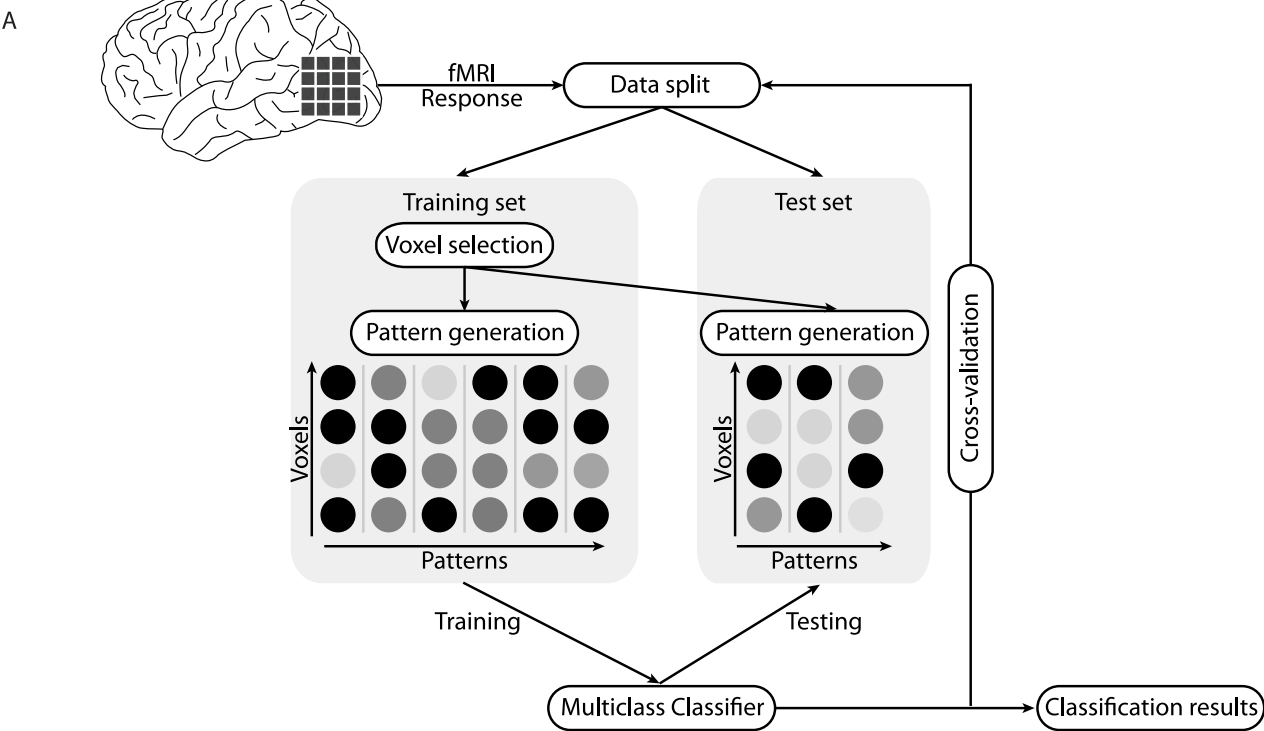 A
fMRI
Response
Data split
Training set
Test set
Voxel selection
Pattern generation
Pattern generation
Voxels
Voxels
Cross-validation
Patterns
Patterns
Training
Testing
Multiclass Classifier
Classification results